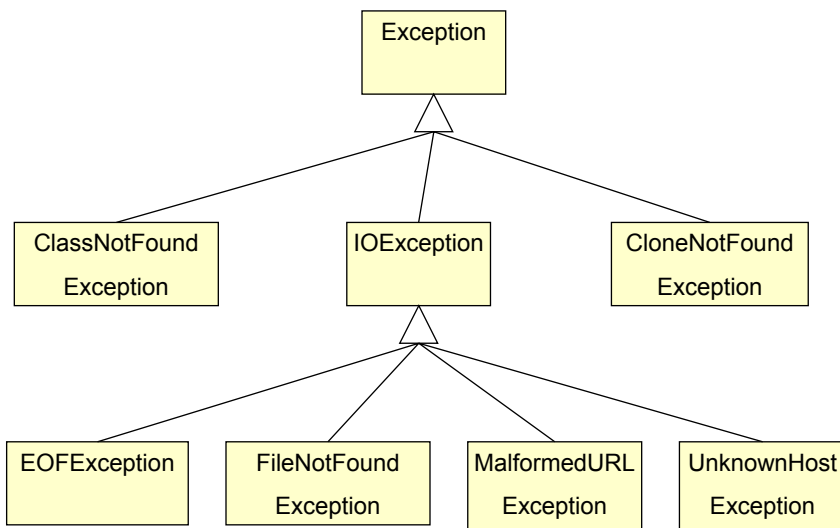 Exception
ClassNotFound
Exception
IOException
CloneNotFound
Exception
EOFException
FileNotFound
Exception
MalformedURL
Exception
UnknownHost
Exception